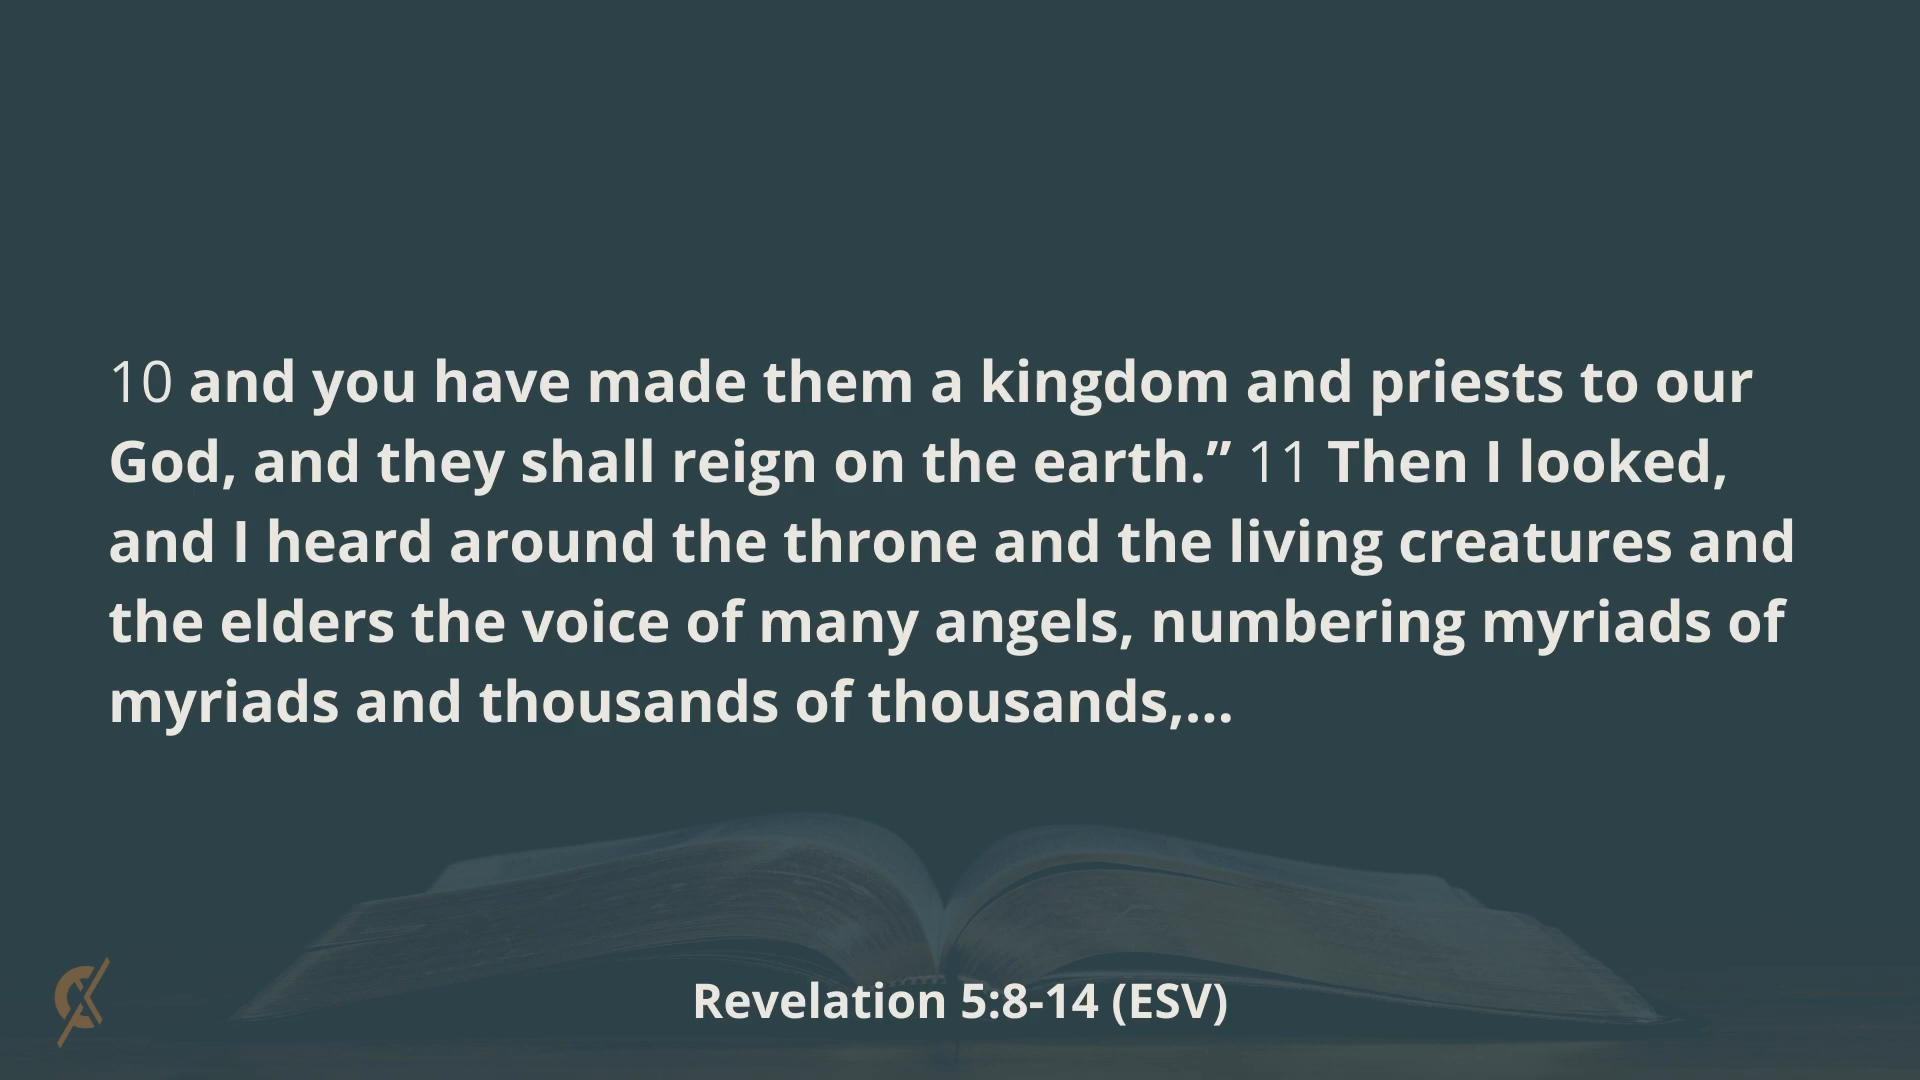 10 and you have made them a kingdom and priests to our
God, and they shall reign on the earth.” 11 Then I looked,
and I heard around the throne and the living creatures and
the elders the voice of many angels, numbering myriads of
myriads and thousands of thousands,...
Revelation 5:8-14 (ESV)